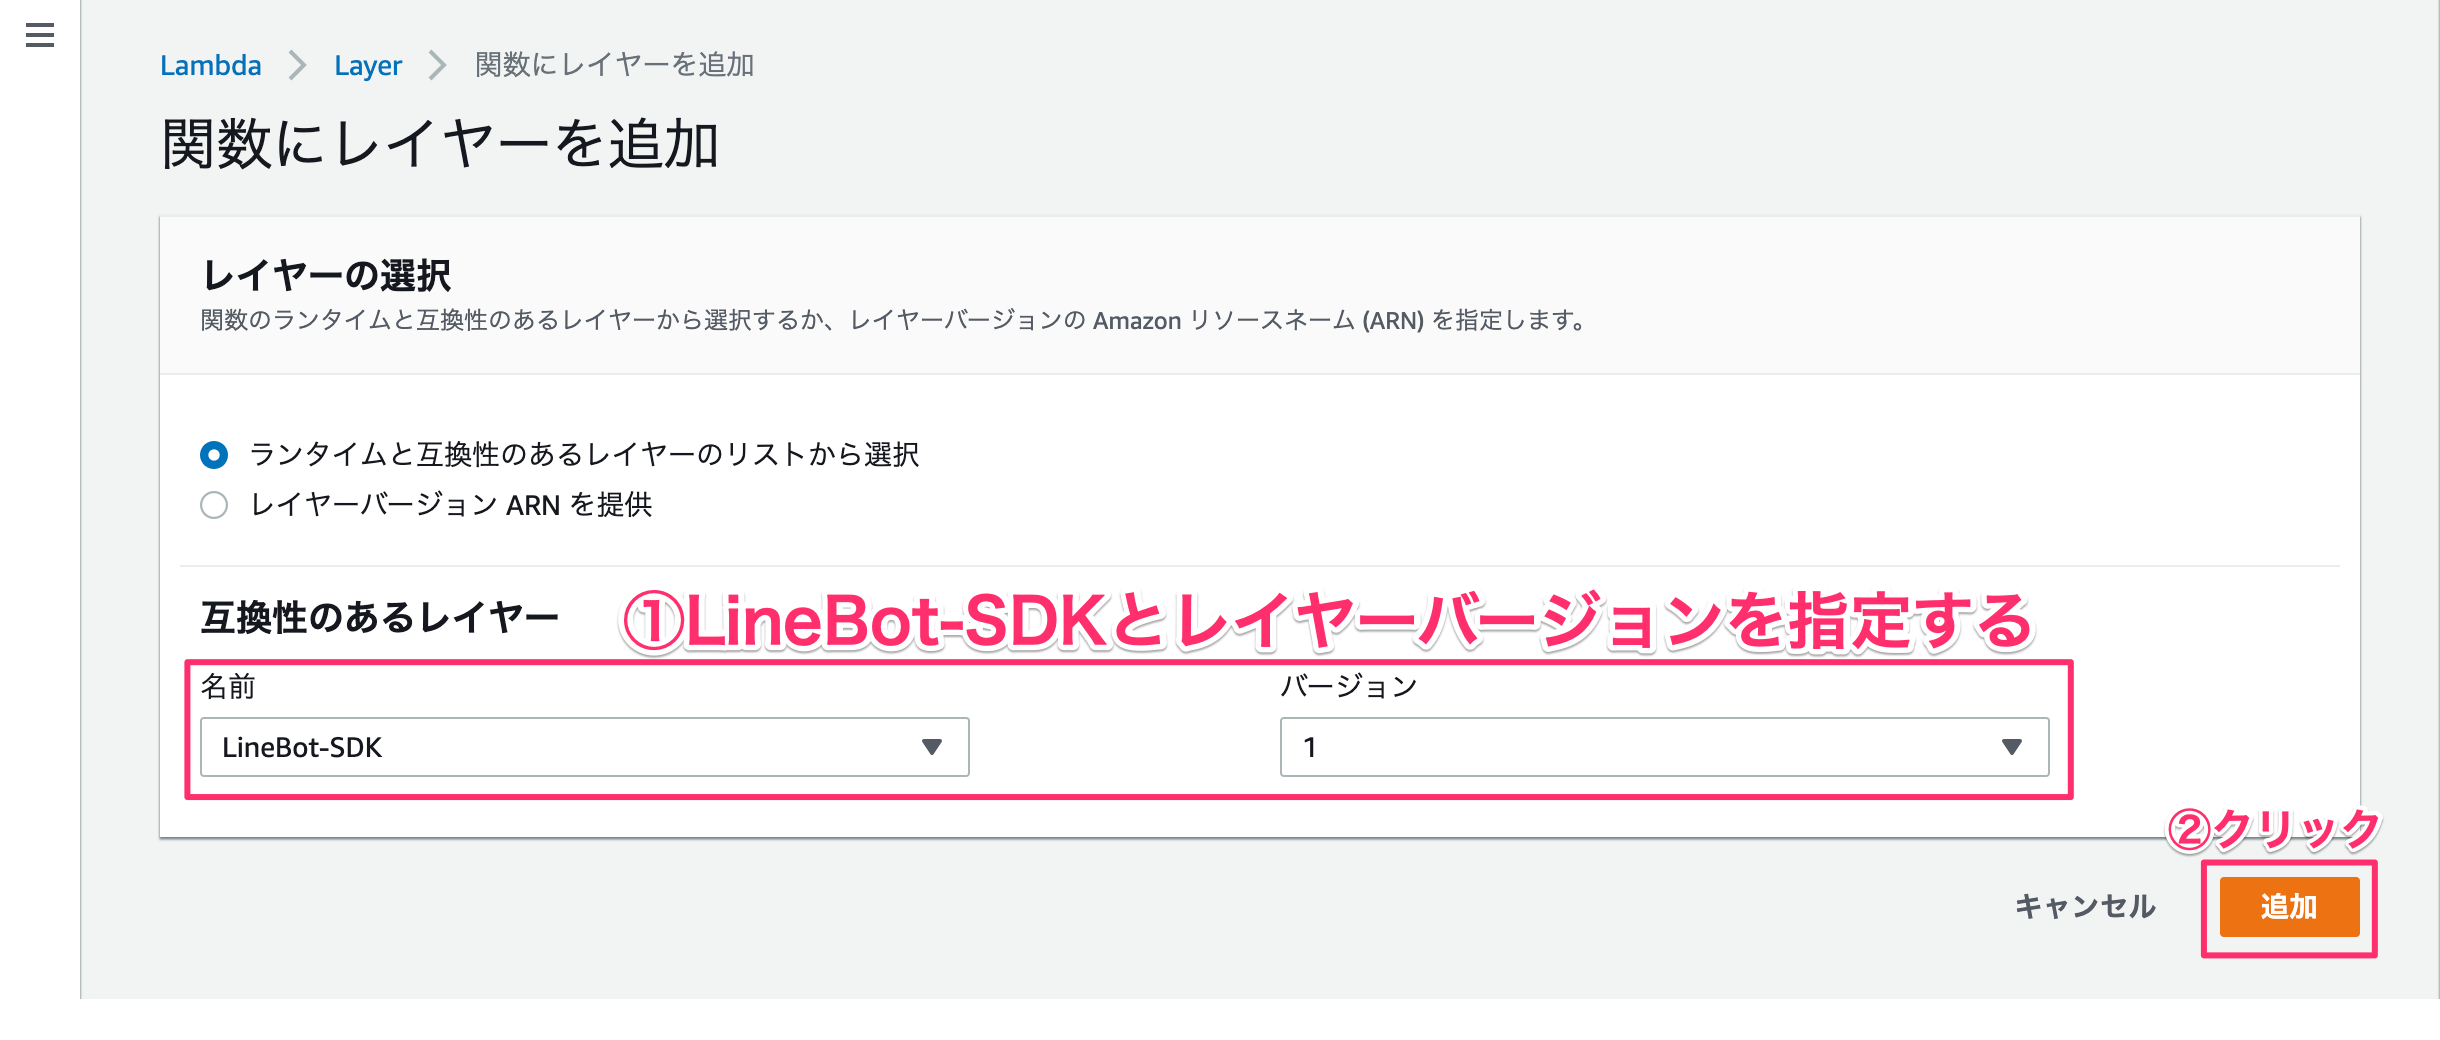 Lambda > Layer > 関数にレイヤーを追加
関数にレイヤーを追加
レイヤーの選択
関数のランタイムと互換性のあるレイヤーから選択するか、レイヤーバージョンの Amazon リソースネーム (ARN) を指定します。
ランタイムと互換性のあるレイヤーのリストから選択
レイヤーバージョン ARN を提供
互換性のあるレイヤー
①LineBot-SDKとレイヤーバージョンを指定する
名前
バージョン
LineBot-SDK
1
②クリック
キャンセル
追加